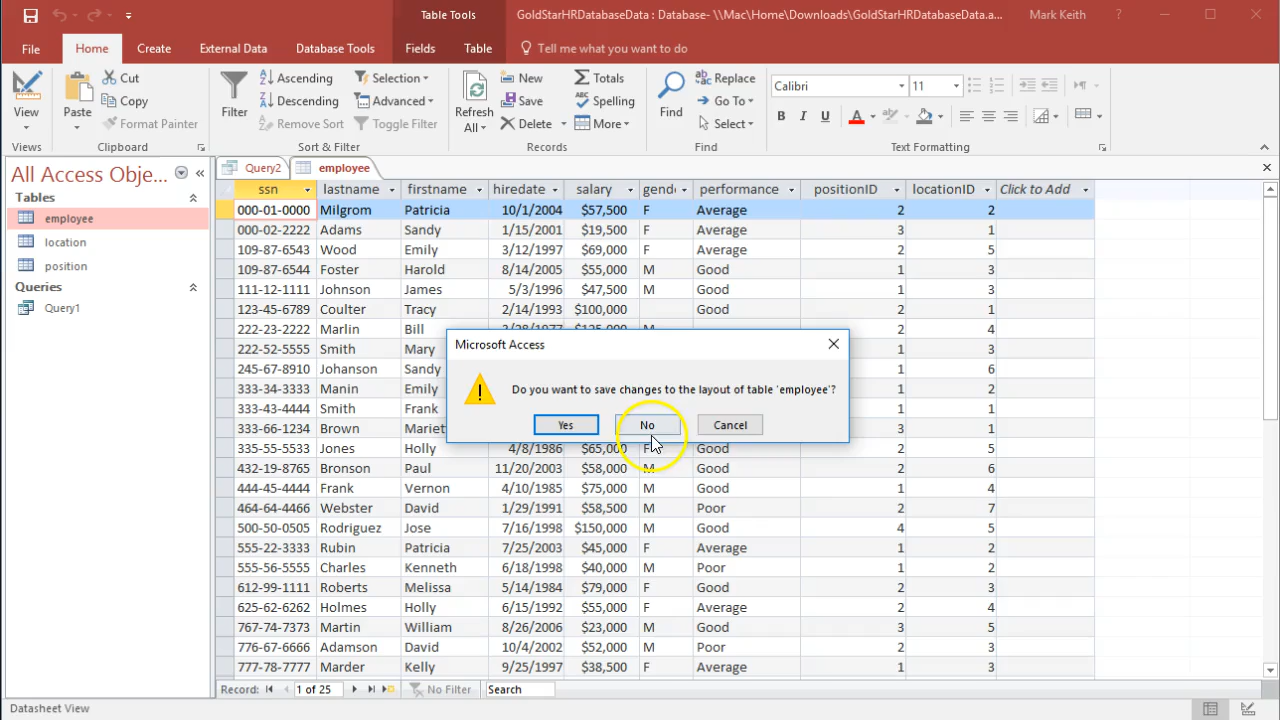 Table Tools
GoldStarHRDatabaseData : Database- \\Mac\Home\Downloads\GoldStarHRDatabaseData.a...
Mark Keith
?
File Home Create External Data Database Tools Fields Table Tell me what you want to do
View
Views
Paste
Cut
Copy
Format Painter
Clipboard
Filter
Ascending
Descending
Remove Sort
Selection
Advanced
Toggle Filter
Sort & Filter
Refresh
All
New
Save
Delete
Totals
Spelling
More
Records
Find
Replace
Go To
Select
Find
Calibri
11
B I U A
Text Formatting
All Access Obje...
Tables
employee
location
position
Queries
Query1
Query2 employee
ssn lastname firstname hiredate salary gende performance positionID locationID Click to Add
000-01-0000 Milgrom Patricia 10/1/2004 $57,500 F Average 2 2
000-02-2222 Adams Sandy 1/15/2001 $19,500 F Average 3 1
109-87-6543 Wood Emily 3/12/1997 $69,000 F Average 2 5
109-87-6544 Foster Harold 8/14/2005 $55,000 M Good 1 3
111-12-1111 Johnson James 5/3/1996 $47,500 M Good 1 3
123-45-6789 Coulter Tracy 2/14/1993 $100,000 Good 2 1
222-23-2222 Marlin Bill 2 4
222-52-5555 Smith Mary 1 3
245-67-8910 Johanson Sandy 1 6
333-34-3333 Manin Emily 1 2
333-43-4444 Smith Frank 1 1
333-66-1234 Brown Mariet 3 1
335-55-5533 Jones Holly 4/8/1986 $65,000 F Good 2 3
432-19-8765 Bronson Paul 11/20/2003 $58,000 M Good 2 6
444-45-4444 Frank Vernon 4/10/1985 $75,000 M Good 1 4
464-64-4466 Webster David 1/29/1991 $58,500 M Poor 2 7
500-50-0505 Rodriguez Jose 7/16/1998 $150,000 M Good 4 5
555-22-3333 Rubin Patricia 7/25/2003 $45,000 F Average 1 2
555-56-5555 Charles Kenneth 6/18/1998 $40,000 M Poor 1 2
612-99-1111 Roberts Melissa 5/14/1984 $79,000 F Good 2 3
625-62-6262 Holmes Holly 6/15/1992 $55,000 F Average 2 4
767-74-7373 Martin William 8/26/2006 $23,000 M Good 3 5
776-67-6666 Adamson David 10/4/2002 $52,000 M Poor 1 3
777-78-7777 Marder Kelly 9/25/1997 $38,500 F Average 1 3
Microsoft Access
Do you want to save changes to the layout of table 'employee'?
Yes No Cancel
Record: 1 of 25 No Filter Search
Datasheet View